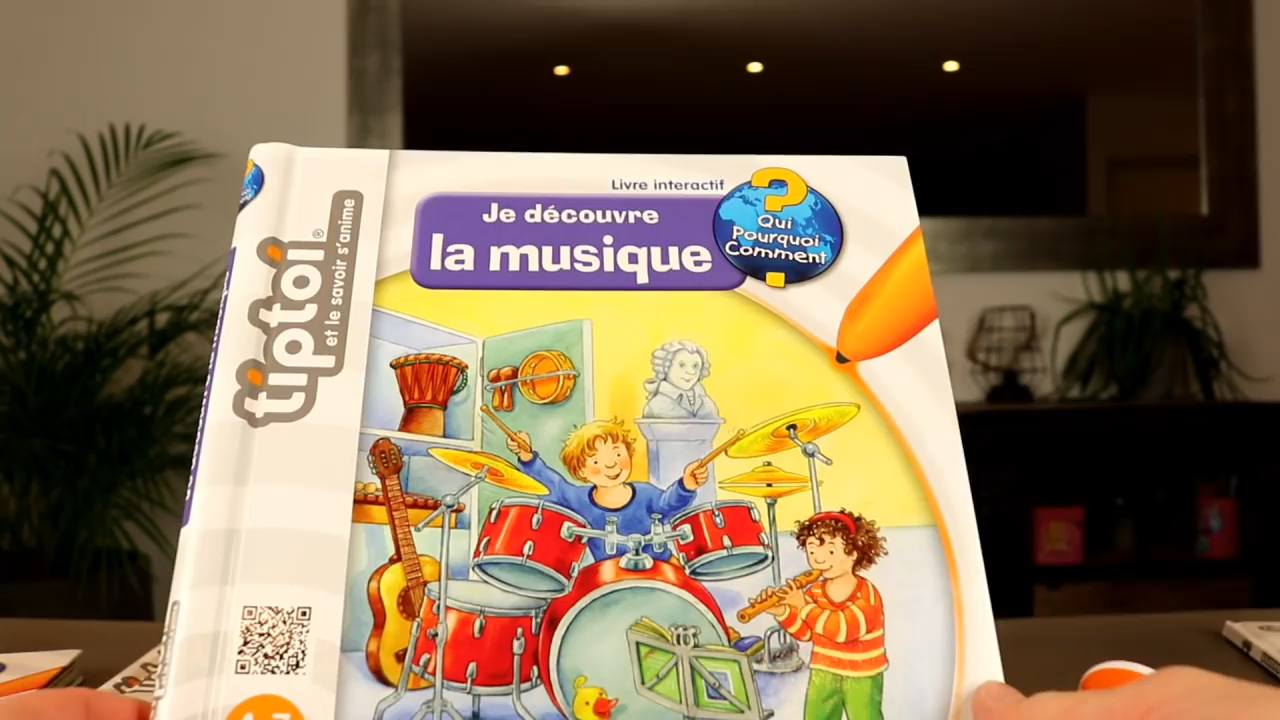 Livre interactif
Je découvre
la musique
Qui
Pourquoi
Comment
tiptoi®
et le savoir s'anime